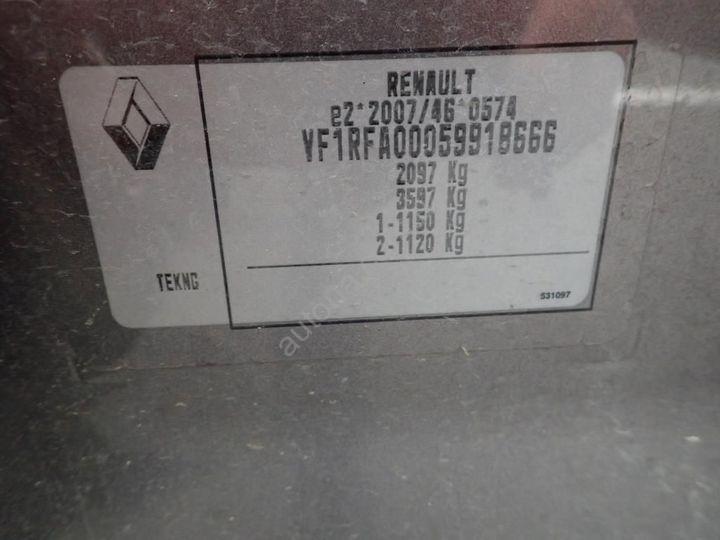 RENAULT
e2*2007/46*0574
VF1RFA00059918666
2097 Kg
3597 Kg
1-1150 Kg
2-1120 Kg
TEKNG
531097